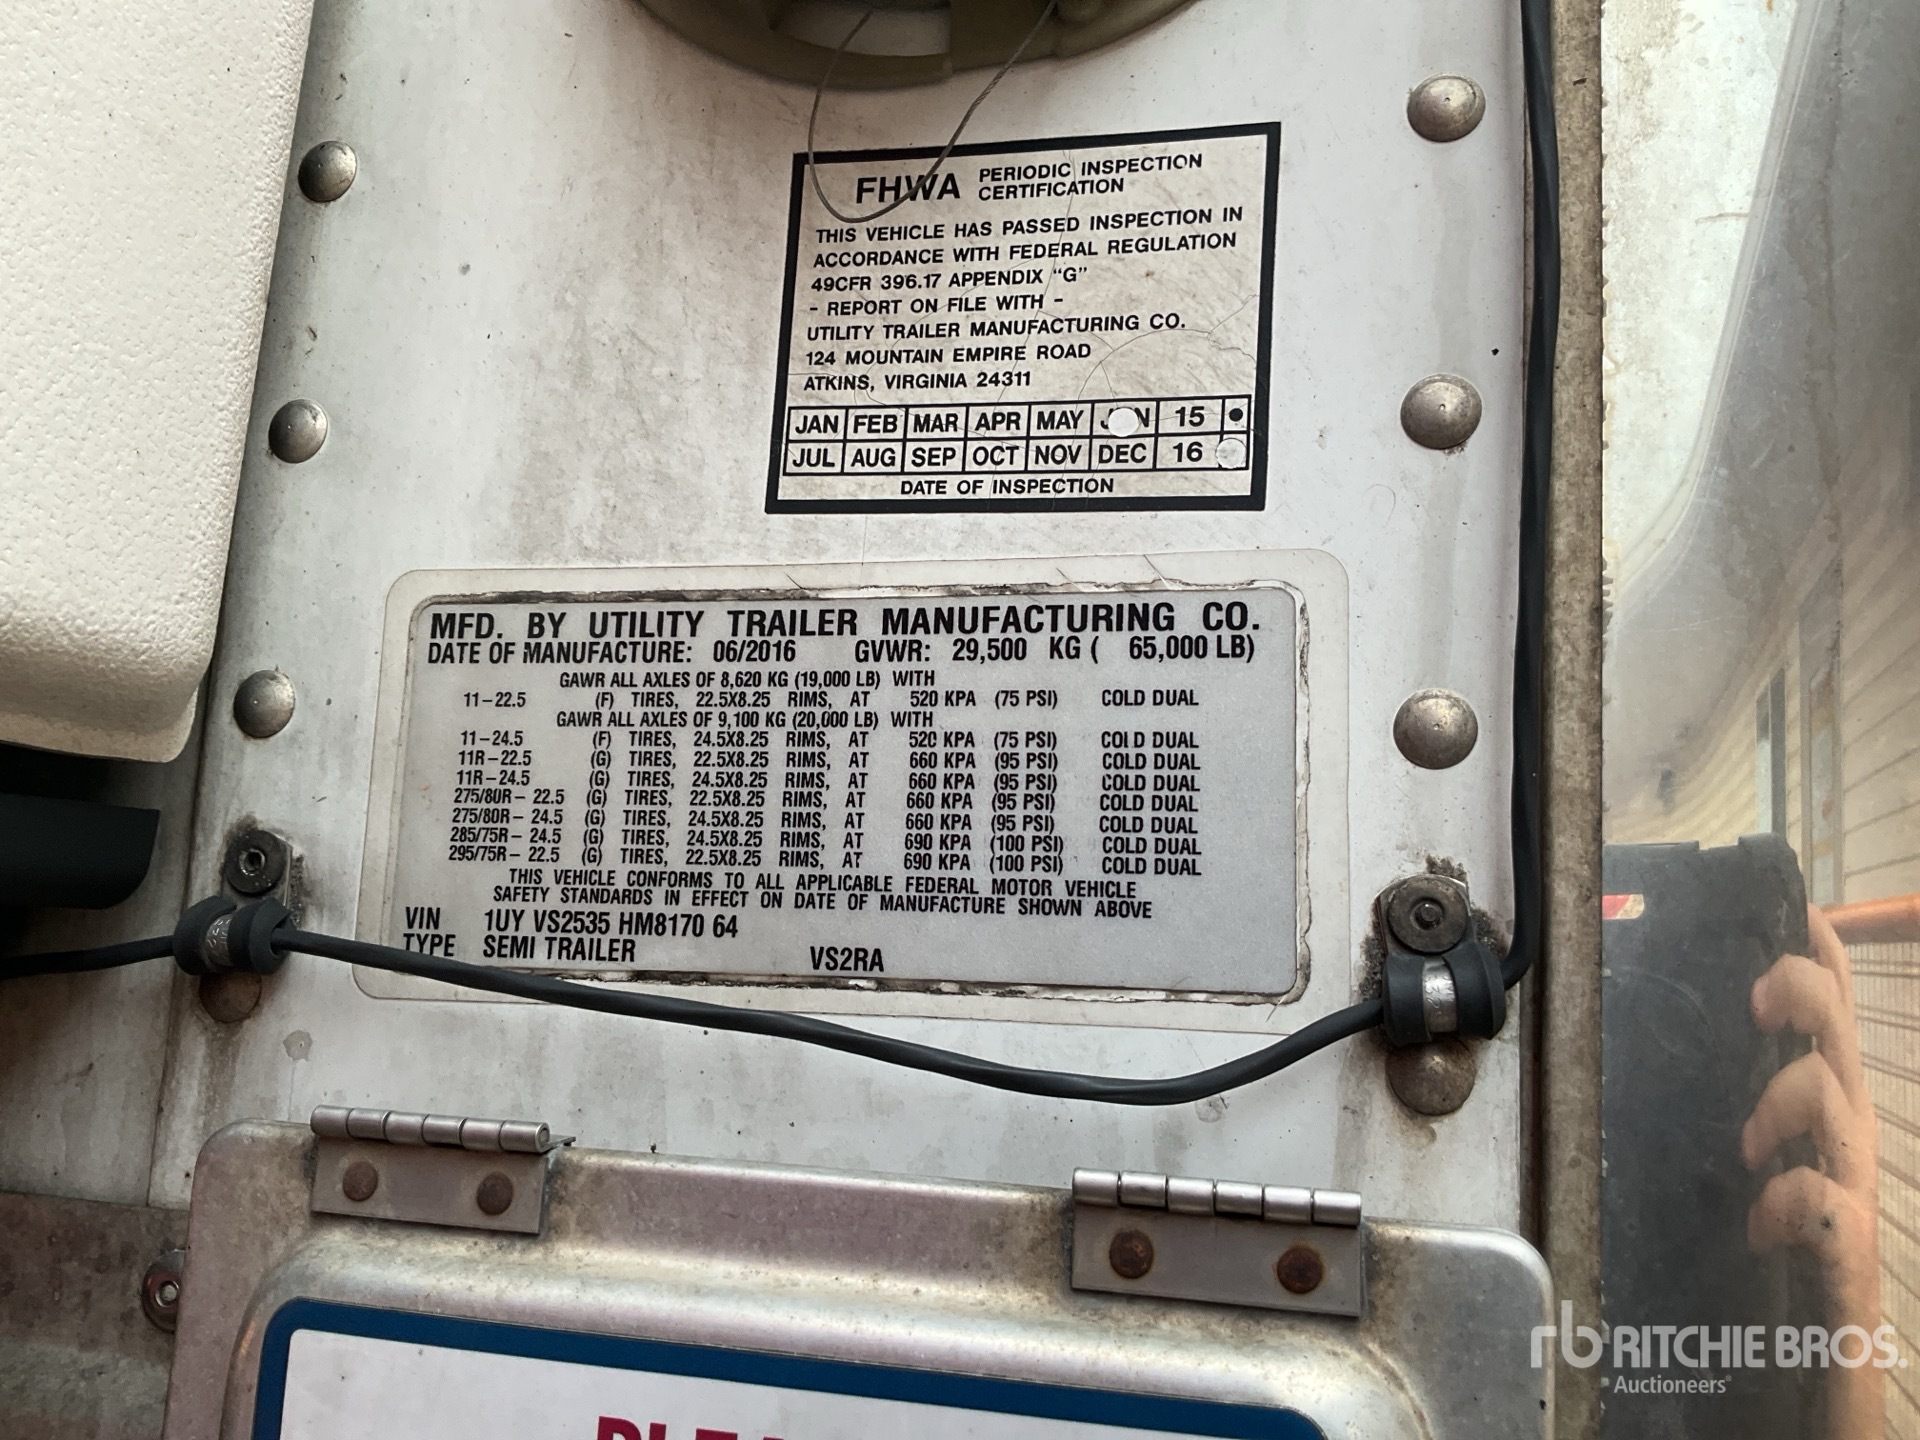 FHWA PERIODIC INSPECTION
CERTIFICATION
THIS VEHICLE HAS PASSED INSPECTION IN
ACCORDANCE WITH FEDERAL REGULATION
49CFR 396.17 APPENDIX "G"
- REPORT ON FILE WITH -
UTILITY TRAILER MANUFACTURING CO.
124 MOUNTAIN EMPIRE ROAD
ATKINS, VIRGINIA 24311
JAN FEB MAR APR MAY JUN 15
JUL AUG SEP OCT NOV DEC 16
DATE OF INSPECTION
MFD. BY UTILITY TRAILER MANUFACTURING CO.
DATE OF MANUFACTURE: 06/2016 GVWR: 29,500 KG ( 65,000 LB)
GAWR ALL AXLES OF 8,620 KG (19,000 LB) WITH
11-22.5 (F) TIRES, 22.5X8.25 RIMS, AT 520 KPA (75 PSI) COLD DUAL
GAWR ALL AXLES OF 9,100 KG (20,000 LB) WITH
11-24.5 (F) TIRES, 24.5X8.25 RIMS, AT 520 KPA (75 PSI) COLD DUAL
11R-22.5 (G) TIRES, 22.5X8.25 RIMS, AT 660 KPA (95 PSI) COLD DUAL
11R-24.5 (G) TIRES, 24.5X8.25 RIMS, AT 660 KPA (95 PSI) COLD DUAL
275/80R- 22.5 (G) TIRES, 22.5X8.25 RIMS, AT 660 KPA (95 PSI) COLD DUAL
275/80R- 24.5 (G) TIRES, 24.5X8.25 RIMS, AT 660 KPA (95 PSI) COLD DUAL
285/75R- 24.5 (G) TIRES, 24.5X8.25 RIMS, AT 690 KPA (100 PSI) COLD DUAL
295/75R- 22.5 (G) TIRES, 22.5X8.25 RIMS, AT 690 KPA (100 PSI) COLD DUAL
THIS VEHICLE CONFORMS TO ALL APPLICABLE FEDERAL MOTOR VEHICLE
SAFETY STANDARDS IN EFFECT ON DATE OF MANUFACTURE SHOWN ABOVE
VIN 1UY VS2535 HM8170 64
TYPE SEMI TRAILER VS2RA
rb RITCHIE BROS.
Auctioneers